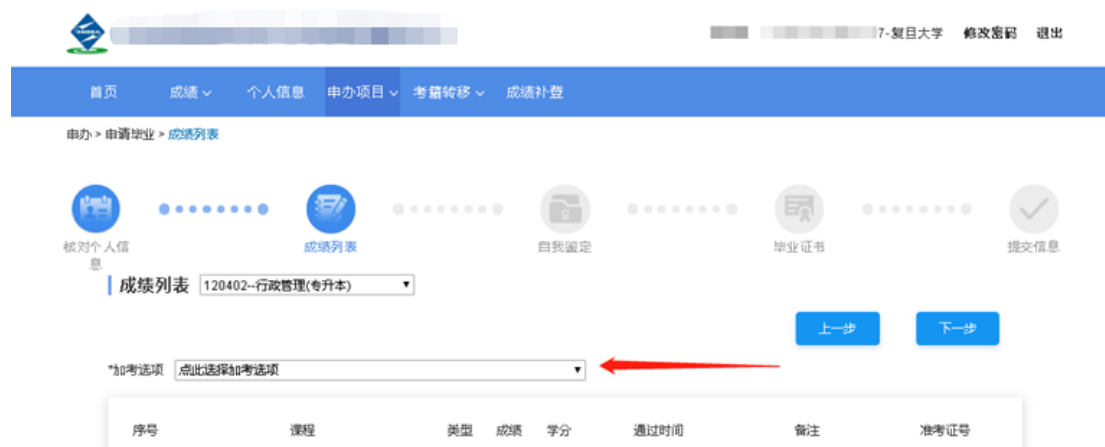 7-复旦大学 修改密码 退出
首页 成绩 个人信息 申办项目 考籍转移 成绩补登
申办 > 申请毕业 > 成绩列表
核对个人信息 成绩列表 自我鉴定 毕业证书 提交信息
成绩列表 120402--行政管理(专升本)
上一步 下一步
*加考选项 点此选择加考选项
序号 课程 类型 成绩 学分 通过时间 备注 准考证号